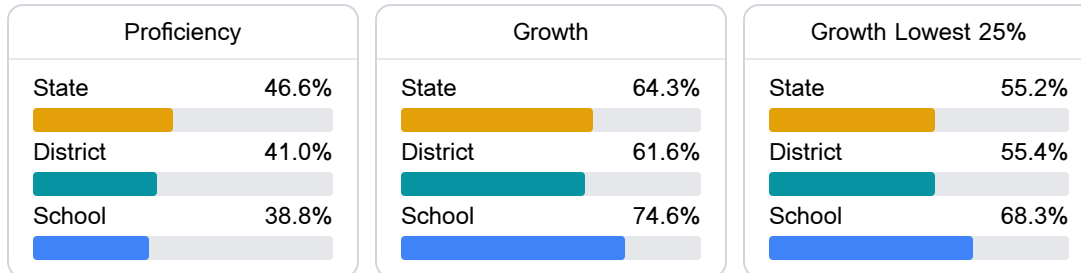 Proficiency
State 46.6%
District 41.0%
School 38.8%
Growth
State 64.3%
District 61.6%
School 74.6%
Growth Lowest 25%
State 55.2%
District 55.4%
School 68.3%